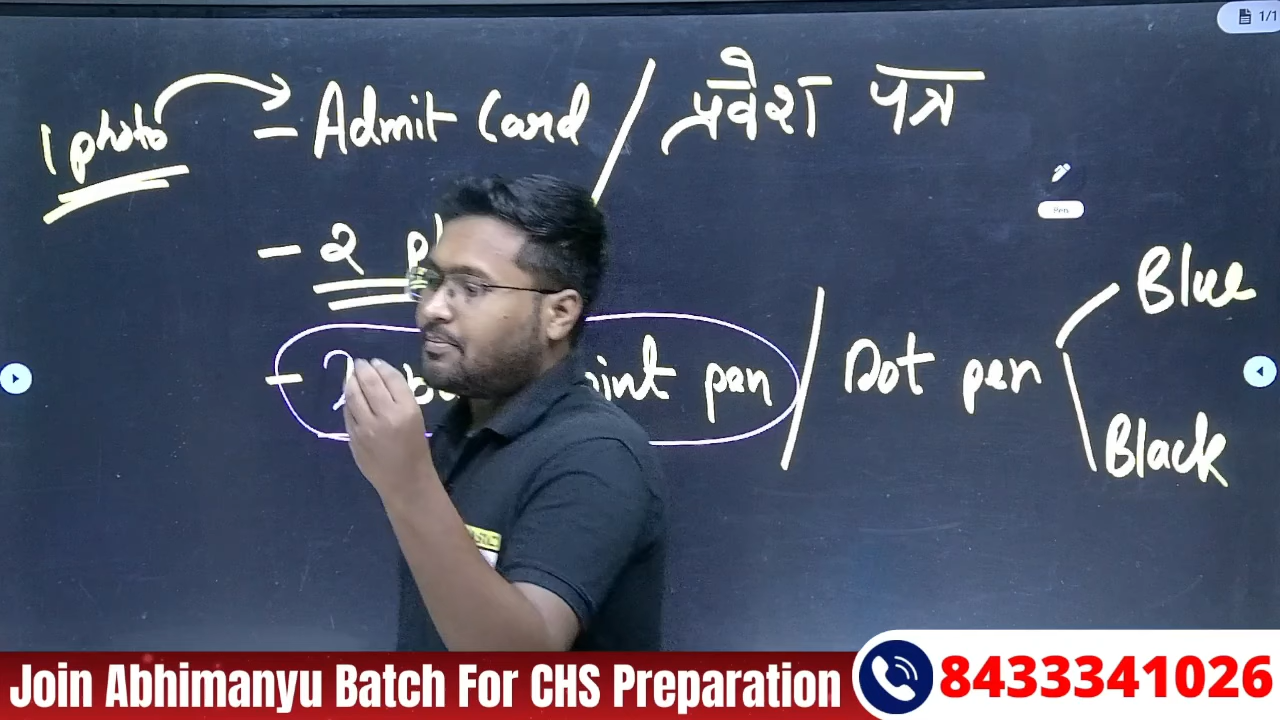 1/1
1 photo → - Admit Card / प्रवेश पत्र
Pen
- 2
Blue
- 2 pen / Dot pen
Black
Join Abhimanyu Batch For CHS Preparation
8433341026